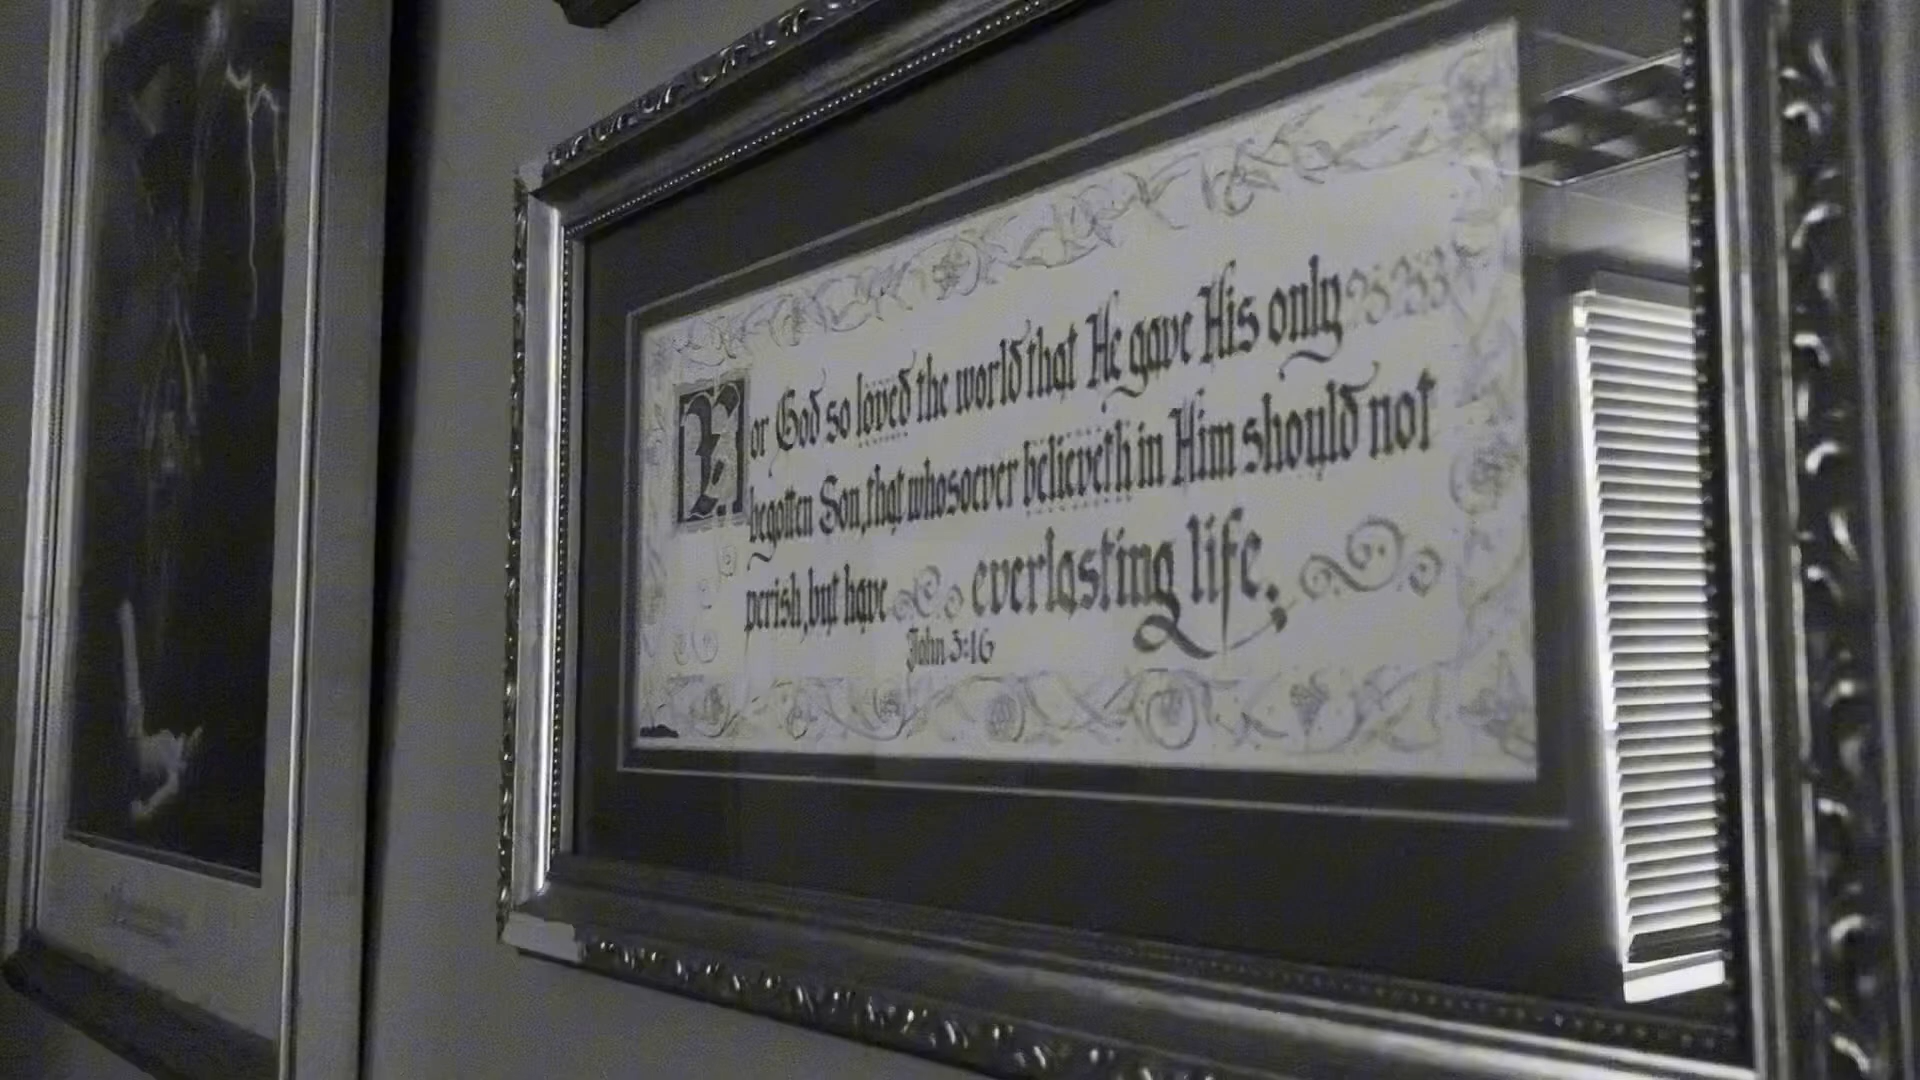 For God so loved the world that He gave His only
begotten Son, that whosoever believeth in Him should not
perish, but have everlasting life.
John 3:16